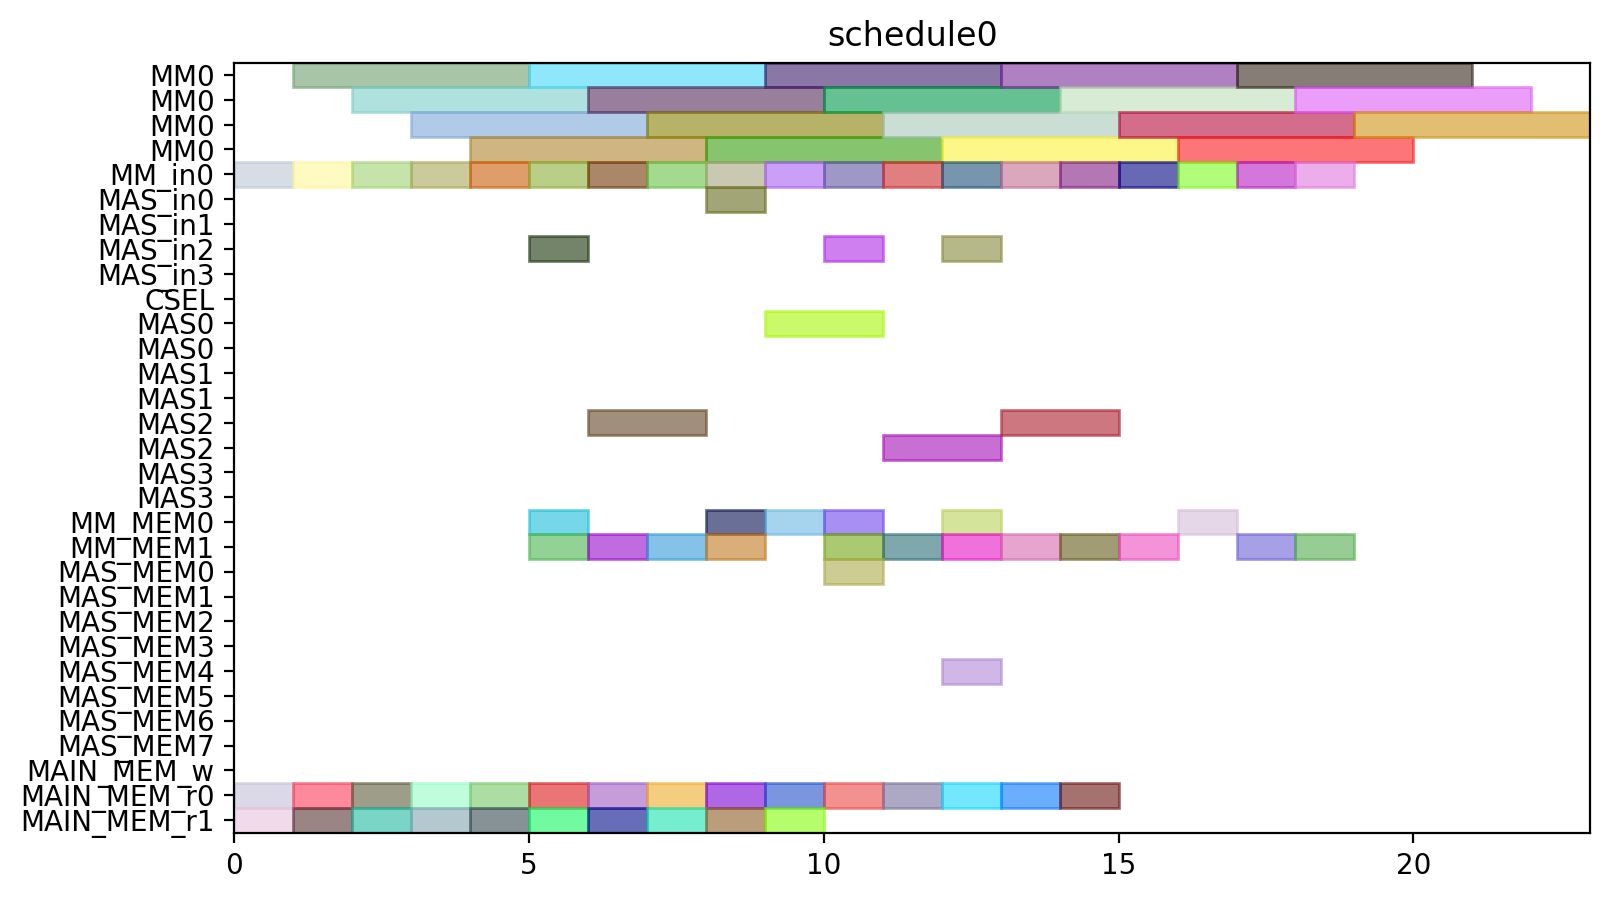 schedule0
MM0
MM0
MM0
MM0
MM_in0
MAS_in0
MAS_in1
MAS_in2
MAS_in3
CSEL
MAS0
MAS0
MAS1
MAS1
MAS2
MAS2
MAS3
MAS3
MM_MEM0
MM_MEM1
MAS_MEM0
MAS_MEM1
MAS_MEM2
MAS_MEM3
MAS_MEM4
MAS_MEM5
MAS_MEM6
MAS_MEM7
MAIN_MEM_w
MAIN_MEM_r0
MAIN_MEM_r1
0 5 10 15 20